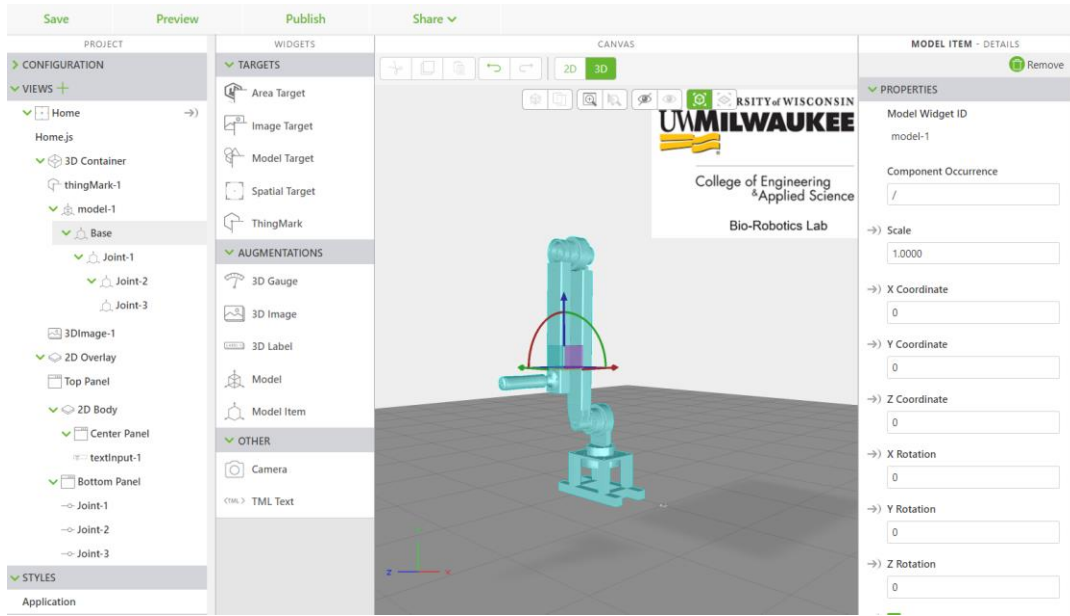 Save
Preview
Publish
Share
PROJECT
CONFIGURATION
VIEWS
Home
Home.js
3D Container
thingMark-1
model-1
Base
Joint-1
Joint-2
Joint-3
3DImage-1
2D Overlay
Top Panel
2D Body
Center Panel
textInput-1
Bottom Panel
Joint-1
Joint-2
Joint-3
STYLES
Application
WIDGETS
TARGETS
Area Target
Image Target
Model Target
Spatial Target
ThingMark
AUGMENTATIONS
3D Gauge
3D Image
3D Label
Model
Model Item
OTHER
Camera
TML Text
CANVAS
2D 3D
RSITY of WISCONSIN
UWMILWAUKEE
College of Engineering
&Applied Science
Bio-Robotics Lab
z
x
MODEL ITEM - DETAILS
Remove
PROPERTIES
Model Widget ID
model-1
Component Occurrence
/
Scale
1.0000
X Coordinate
0
Y Coordinate
0
Z Coordinate
0
X Rotation
0
Y Rotation
0
Z Rotation
0